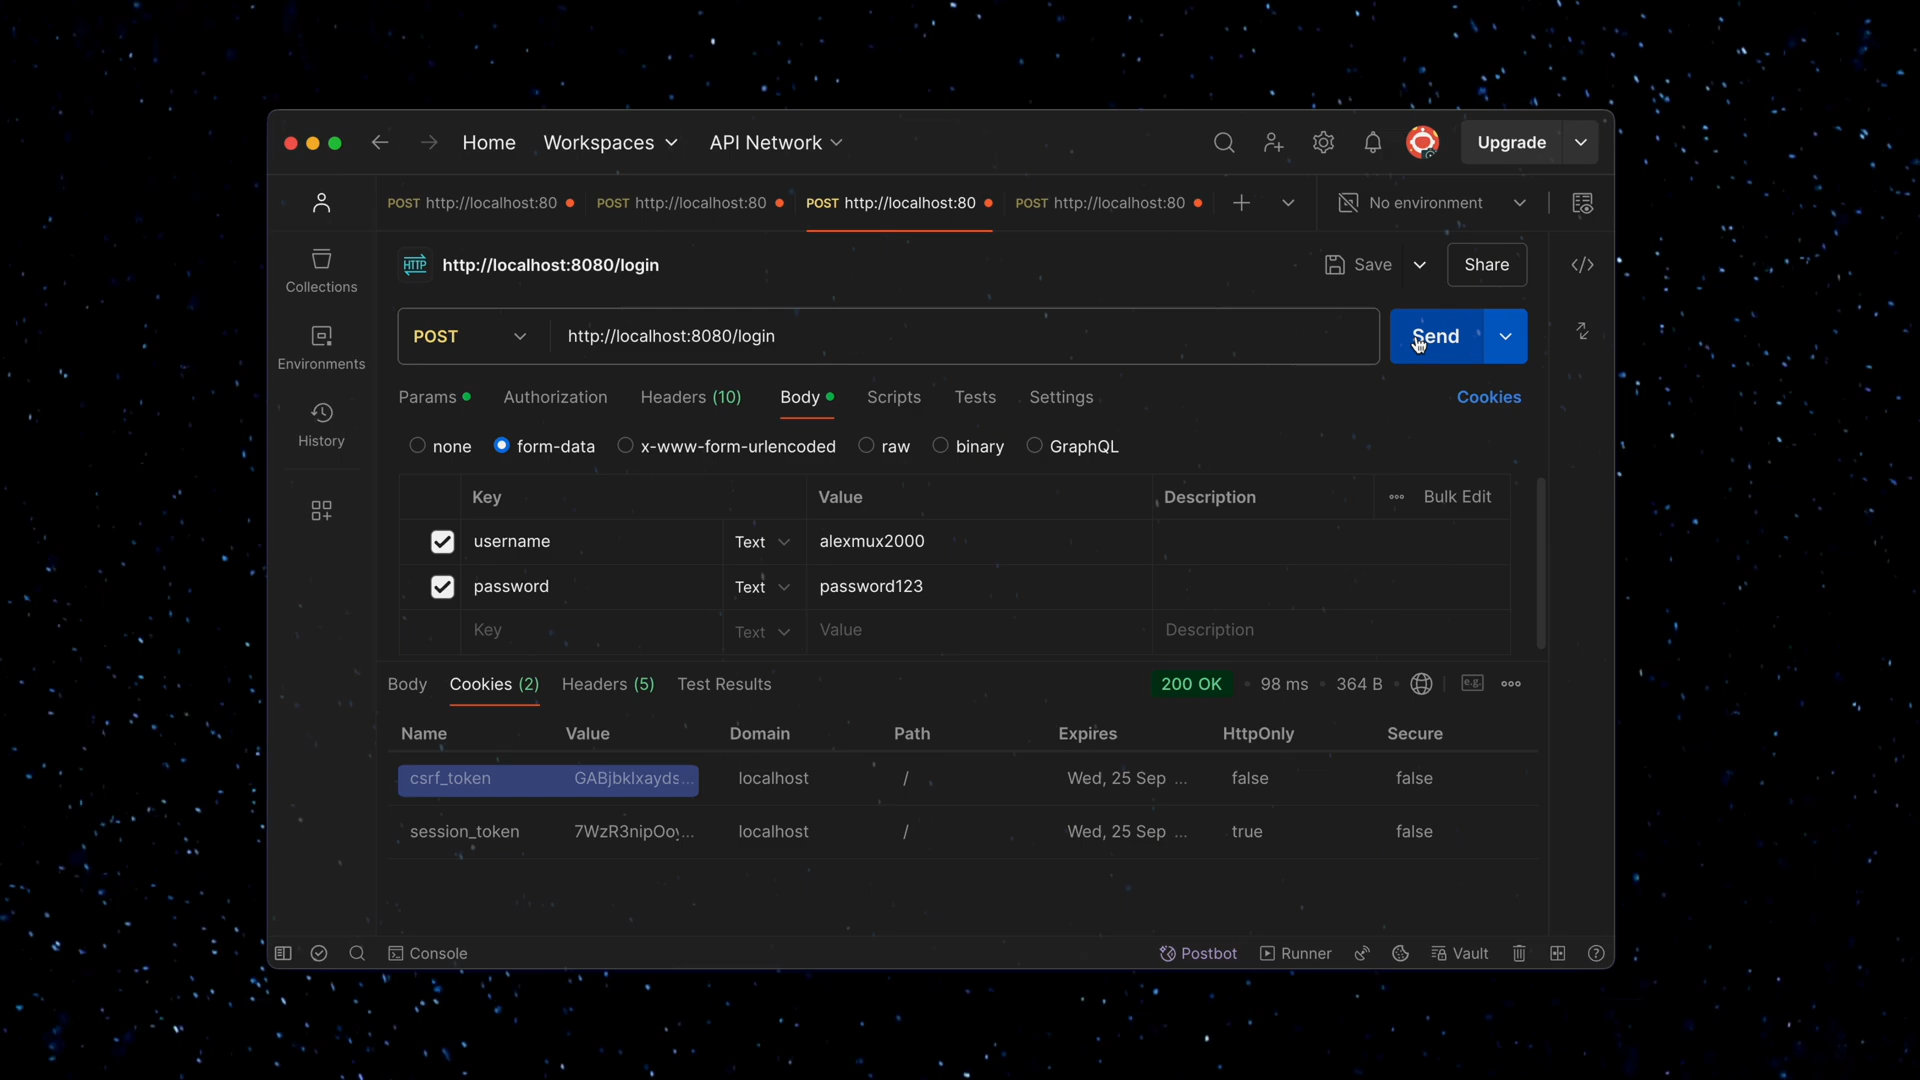 Home Workspaces API Network Upgrade
POST http://localhost:80 POST http://localhost:80 POST http://localhost:80 POST http://localhost:80 No environment
HTTP http://localhost:8080/login Save Share
Collections
POST http://localhost:8080/login Send
Environments
Params Authorization Headers (10) Body Scripts Tests Settings Cookies
History
none form-data x-www-form-urlencoded raw binary GraphQL
Key Value Description Bulk Edit
username Text alexmux2000
password Text password123
Key Text Value Description
Body Cookies (2) Headers (5) Test Results 200 OK 98 ms 364 B e.g.
Name Value Domain Path Expires HttpOnly Secure
csrf_token GABjbklxayds... localhost / Wed, 25 Sep ... false false
session_token localhost / Wed, 25 Sep ... true false
Console Postbot Runner Vault